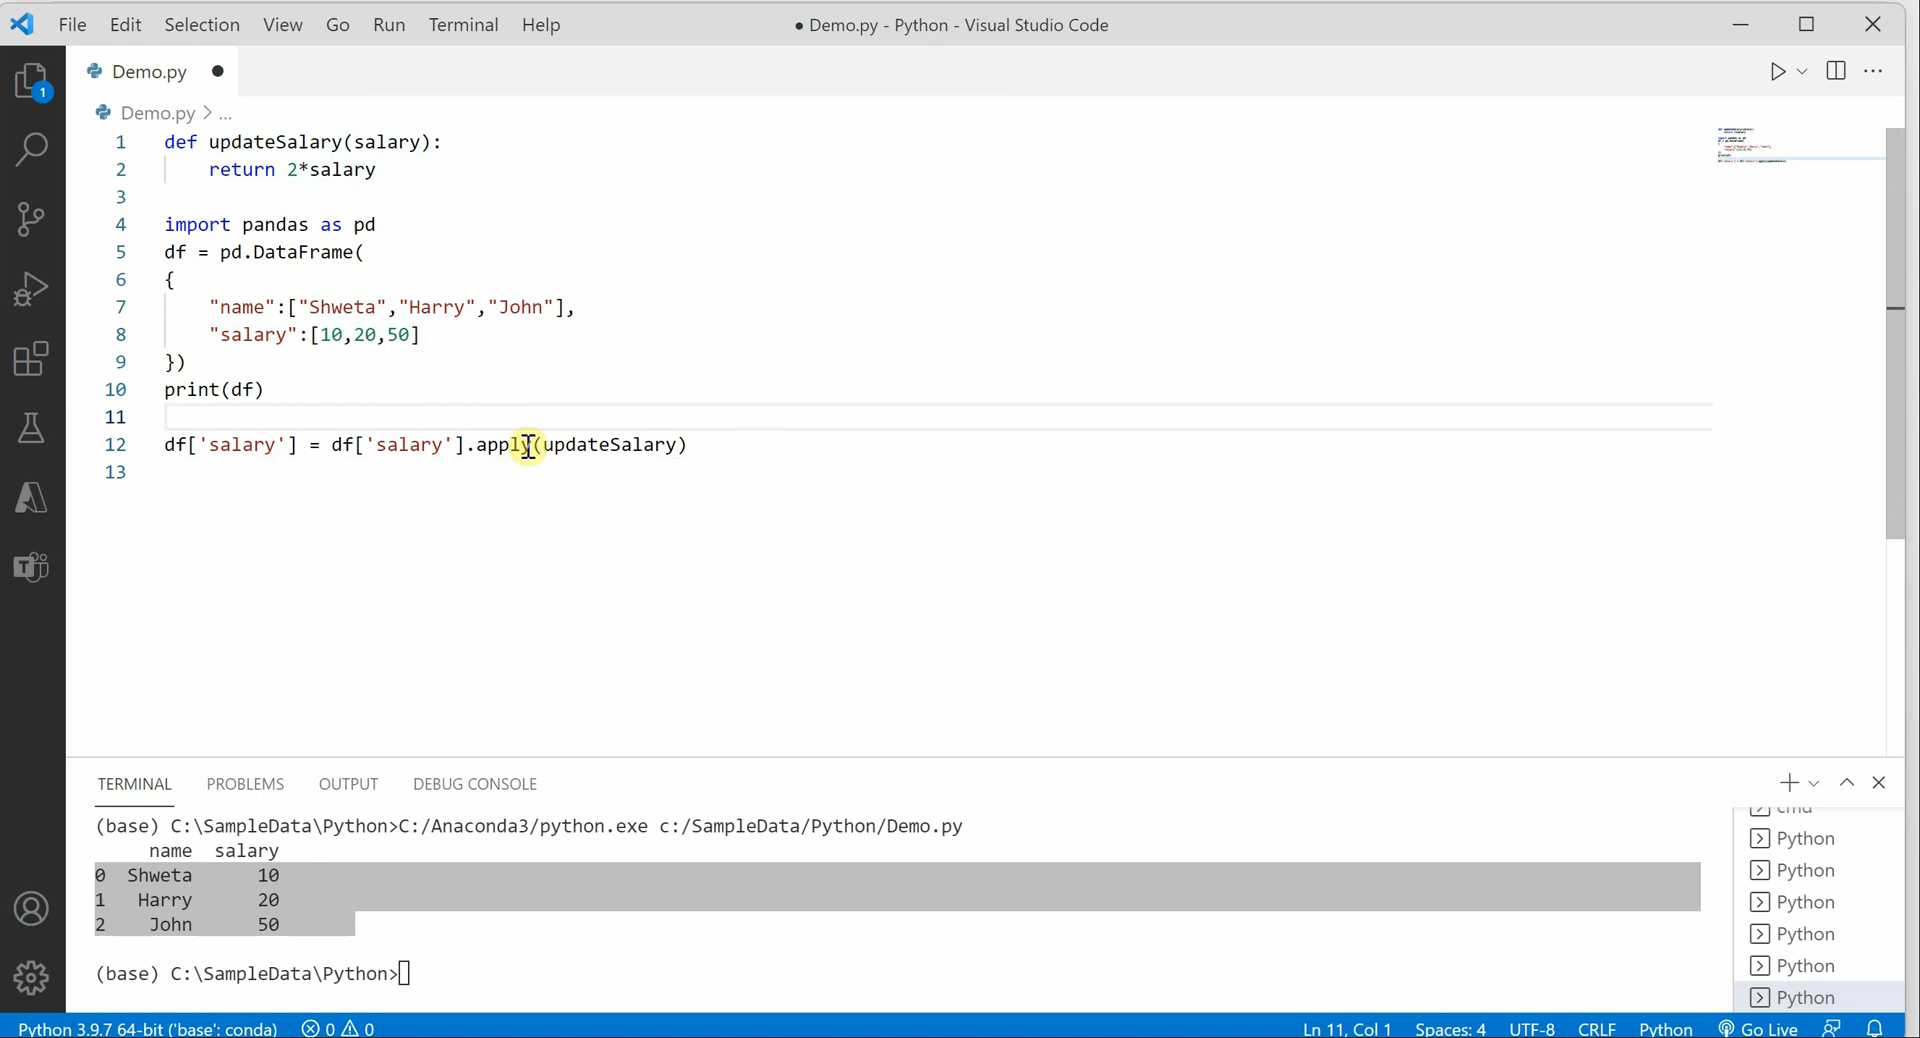 File Edit Selection View Go Run Terminal Help
● Demo.py - Python - Visual Studio Code
Demo.py ●
1
Demo.py > ...
1 def updateSalary(salary):
2 return 2*salary
3
4 import pandas as pd
5 df = pd.DataFrame(
6 {
7 "name":["Shweta","Harry","John"],
8 "salary":[10,20,50]
9 })
10 print(df)
11
12 df['salary'] = df['salary'].apply(updateSalary)
13
TERMINAL PROBLEMS OUTPUT DEBUG CONSOLE
(base) C:\SampleData\Python>C:/Anaconda3/python.exe c:/SampleData/Python/Demo.py
name salary
0 Shweta 10
1 Harry 20
2 John 50
(base) C:\SampleData\Python>
cmd
Python
Python
Python
Python
Python
Python
Python 3.9.7 64-bit ('base': conda) 0 0 Ln 11, Col 1 Spaces: 4 UTF-8 CRLF Python Go Live